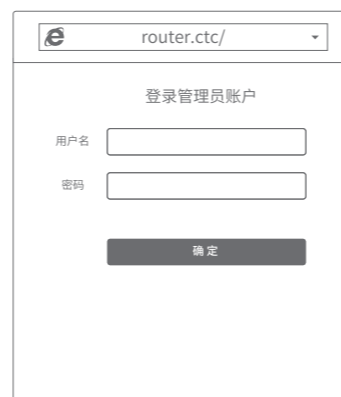 router.ctc/
登录管理员账户
用户名
密码
确 定